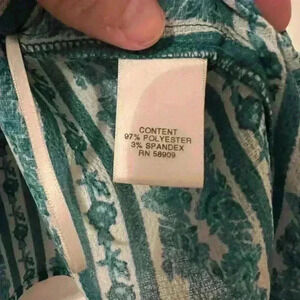 CONTENT
97% POLYESTER
3% SPANDEX
RN 58909